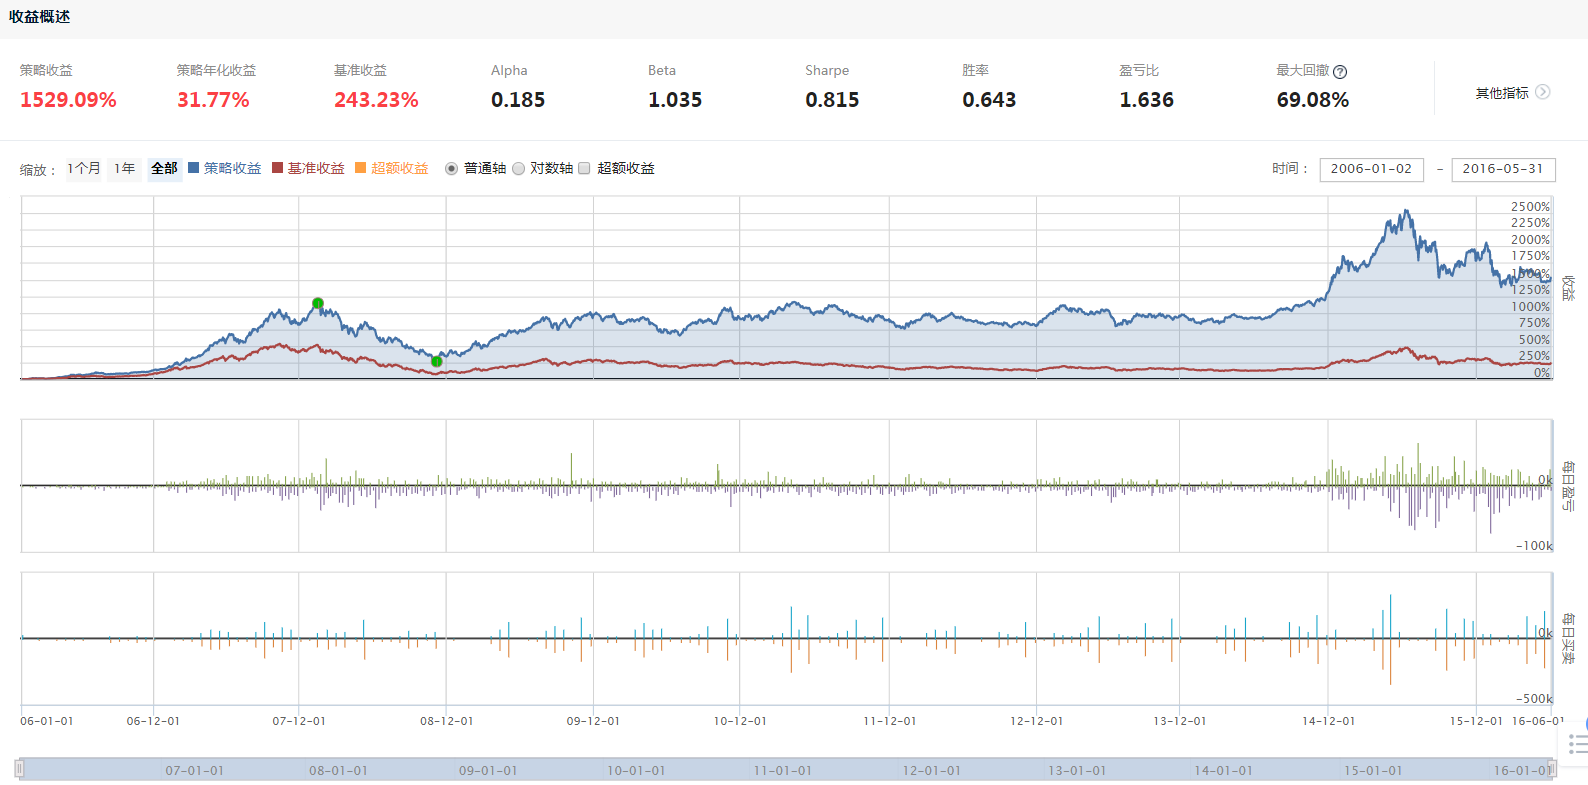 收益概述
策略收益 策略年化收益 基准收益 Alpha Beta Sharpe 胜率 盈亏比 最大回撤 ?
1529.09% 31.77% 243.23% 0.185 1.035 0.815 0.643 1.636 69.08% 其他指标
缩放： 1个月 1年 全部 策略收益 基准收益 超额收益 普通轴 对数轴 超额收益 时间： 2006-01-02 - 2016-05-31
2500%
2250%
2000%
1750%
1500%
1250%
1000%
750%
500%
250%
0%
收益
0k
-100k
每日盈亏
0k
-500k
每日买卖
06-01-01 06-12-01 07-12-01 08-12-01 09-12-01 10-12-01 11-12-01 12-12-01 13-12-01 14-12-01 15-12-01 16-06-01
07-01-01 08-01-01 09-01-01 10-01-01 11-01-01 12-01-01 13-01-01 14-01-01 15-01-01 16-01-01